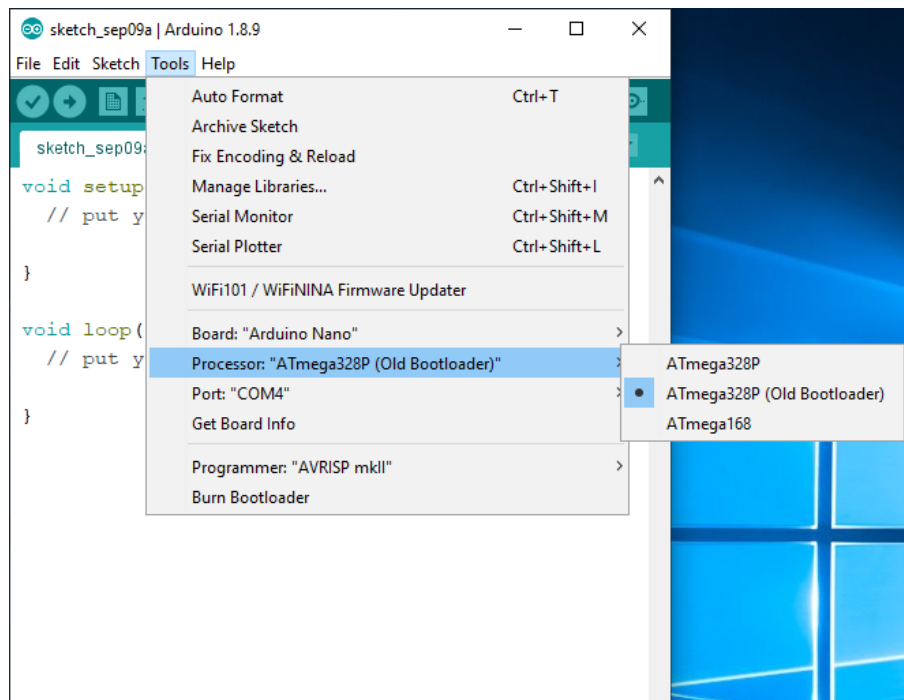 sketch_sep09a | Arduino 1.8.9
File Edit Sketch Tools Help
Auto Format Ctrl+T
Archive Sketch
sketch_sep09a
Fix Encoding & Reload
void setup
Manage Libraries... Ctrl+Shift+I
// put y
Serial Monitor Ctrl+Shift+M
Serial Plotter Ctrl+Shift+L
}
WiFi101 / WiFiNINA Firmware Updater
void loop(
Board: "Arduino Nano"
// put y
Processor: "ATmega328P (Old Bootloader)"
ATmega328P
Port: "COM4"
ATmega328P (Old Bootloader)
}
Get Board Info
ATmega168
Programmer: "AVRISP mkII"
Burn Bootloader